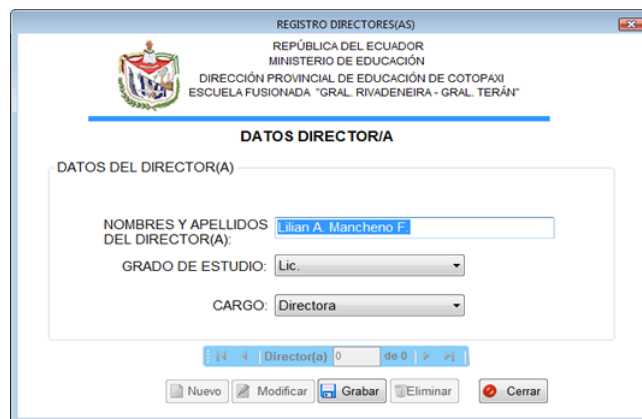 REGISTRO DIRECTORES(AS)
REPÚBLICA DEL ECUADOR
MINISTERIO DE EDUCACIÓN
DIRECCIÓN PROVINCIAL DE EDUCACIÓN DE COTOPAXI
ESCUELA FUSIONADA "GRAL. RIVADENEIRA - GRAL. TERÁN"
DATOS DIRECTOR/A
DATOS DEL DIRECTOR(A)
NOMBRES Y APELLIDOS
DEL DIRECTOR(A): Lilian A. Mancheno F.
GRADO DE ESTUDIO: Lic.
CARGO: Directora
Director(a) 0 de 0
Nuevo Modificar Grabar Eliminar Cerrar